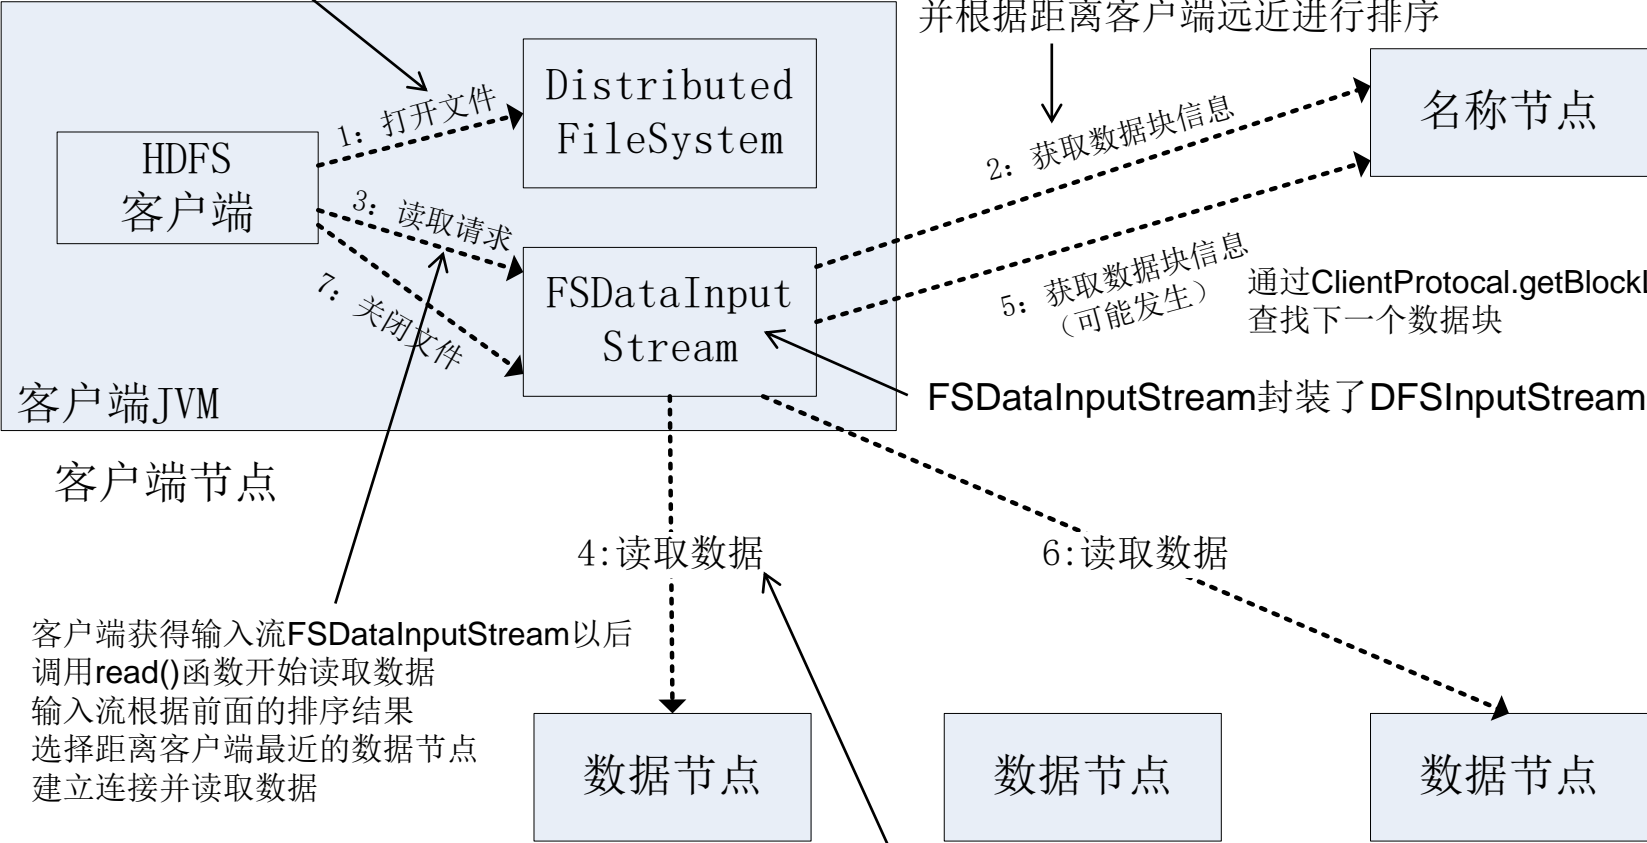 并根据距离客户端远近进行排序
Distributed
FileSystem
名称节点
1: 打开文件
HDFS
客户端
2: 获取数据块信息
3: 读取请求
FSDataInput
Stream
5: 获取数据块信息
(可能发生)
通过ClientProtocal.getBlockl
查找下一个数据块
7: 关闭文件
客户端JVM
FSDataInputStream封装了DFSInputStream
客户端节点
4:读取数据
6:读取数据
客户端获得输入流FSDataInputStream以后
调用read()函数开始读取数据
输入流根据前面的排序结果
选择距离客户端最近的数据节点
建立连接并读取数据
数据节点
数据节点
数据节点